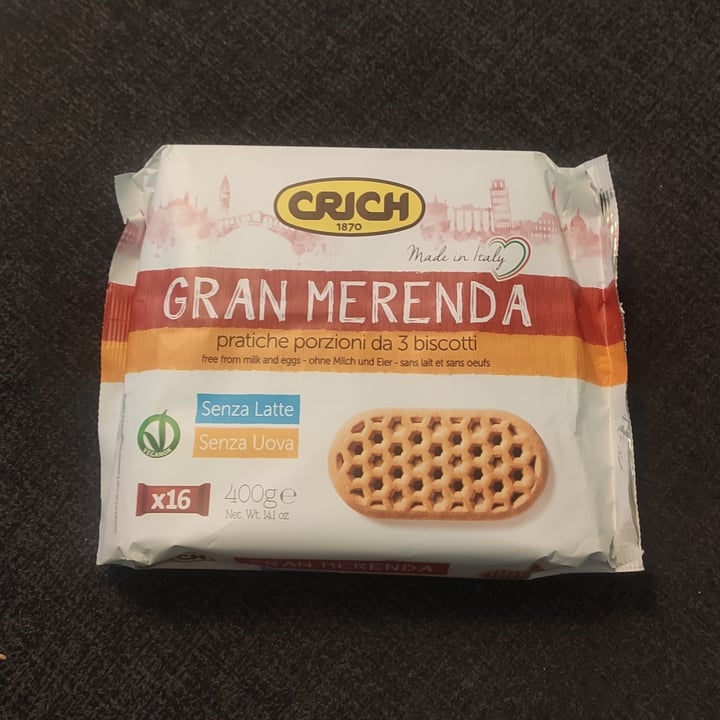 CRICH
1870
Made in Italy
GRAN MERENDA
pratiche porzioni da 3 biscotti
free from milk and eggs - ohne Milch und Eier - sans lait et sans oeufs
Senza Latte
Senza Uova
VEGANOK
x16
400g e
Net. Wt. 14.1 oz
CRICH
GRAN MERENDA